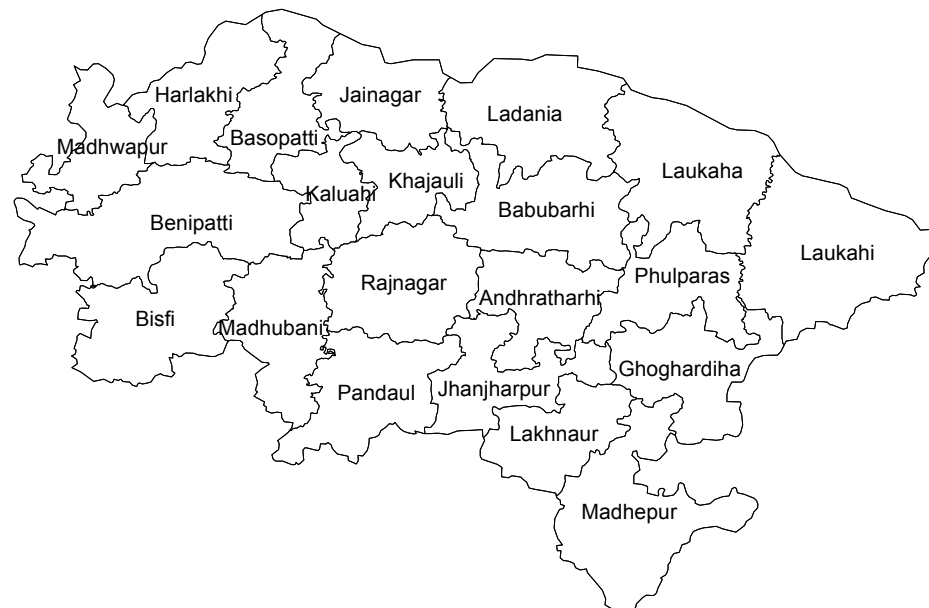 Harlakhi
Jainagar
Ladania
Basopatti
Madhwapur
Laukaha
Khajauli
Kaluahi
Babubarhi
Benipatti
Laukahi
Rajnagar
Phulparas
Andhratharhi
Bisfi
Madhubani
Ghoghardiha
Pandaul
Jhanjharpur
Lakhnaur
Madhepur